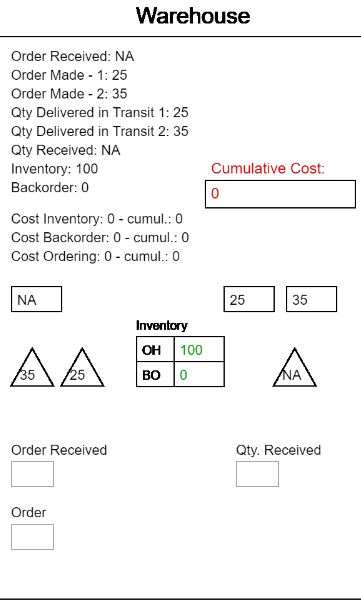 Warehouse
Order Received: NA
Order Made - 1: 25
Order Made - 2: 35
Qty Delivered in Transit 1: 25
Qty Delivered in Transit 2: 35
Qty Received: NA
Inventory: 100
Backorder: 0
Cumulative Cost:
0
Cost Inventory: 0 - cumul.: 0
Cost Backorder: 0 - cumul.: 0
Cost Ordering: 0 - cumul.: 0
NA 25 35
Inventory
OH 100
35 25 BO 0 NA
Order Received Qty. Received
Order